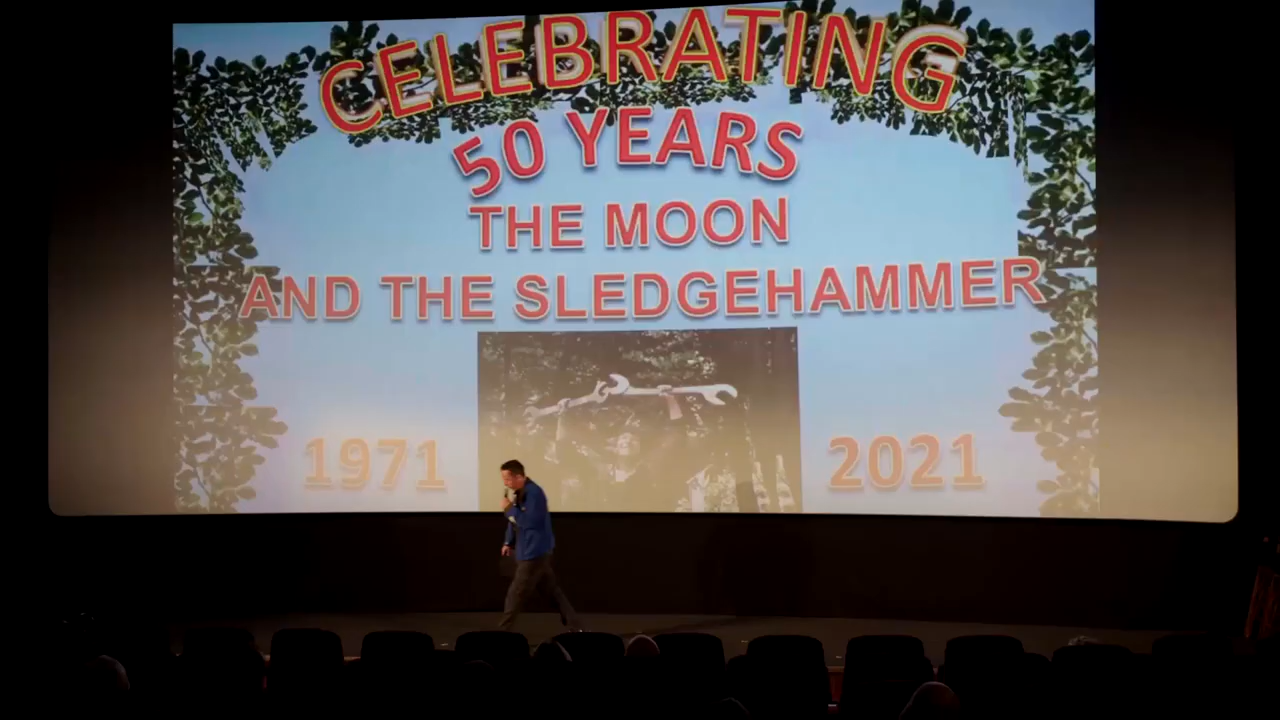 CELEBRATING
50 YEARS
THE MOON
AND THE SLEDGEHAMMER
1971
2021